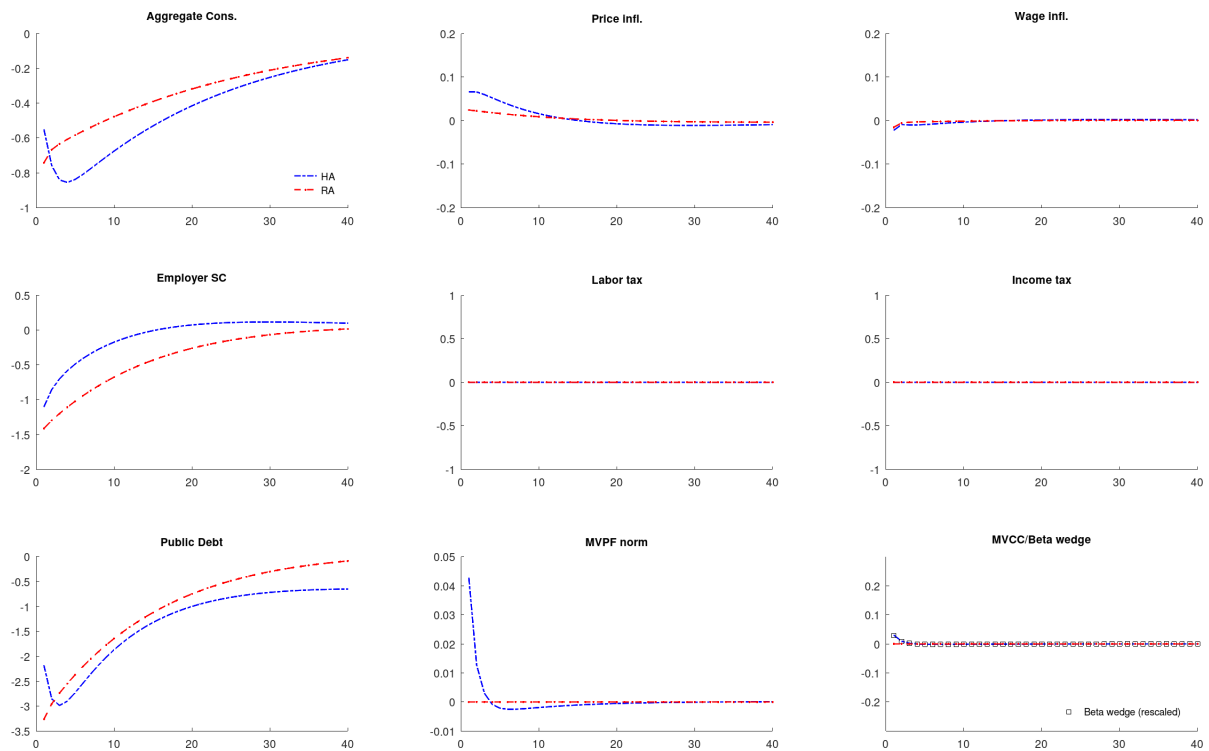 Aggregate Cons.
0
-0.2
-0.4
-0.6
-0.8
-1
0 10 20 30 40
HA
RA
Price infl.
0.2
0.1
0
-0.1
-0.2
0 10 20 30 40
Wage infl.
0.2
0.1
0
-0.1
-0.2
0 10 20 30 40
Employer SC
0.5
0
-0.5
-1
-1.5
-2
0 10 20 30 40
Labor tax
1
0.5
0
-0.5
-1
0 10 20 30 40
Income tax
1
0.5
0
-0.5
-1
0 10 20 30 40
Public Debt
0
-0.5
-1
-1.5
-2
-2.5
-3
-3.5
0 10 20 30 40
MVPF norm
0.05
0.04
0.03
0.02
0.01
0
-0.01
0 10 20 30 40
MVCC/Beta wedge
0.2
0.1
0
-0.1
-0.2
0 10 20 30 40
Beta wedge (rescaled)